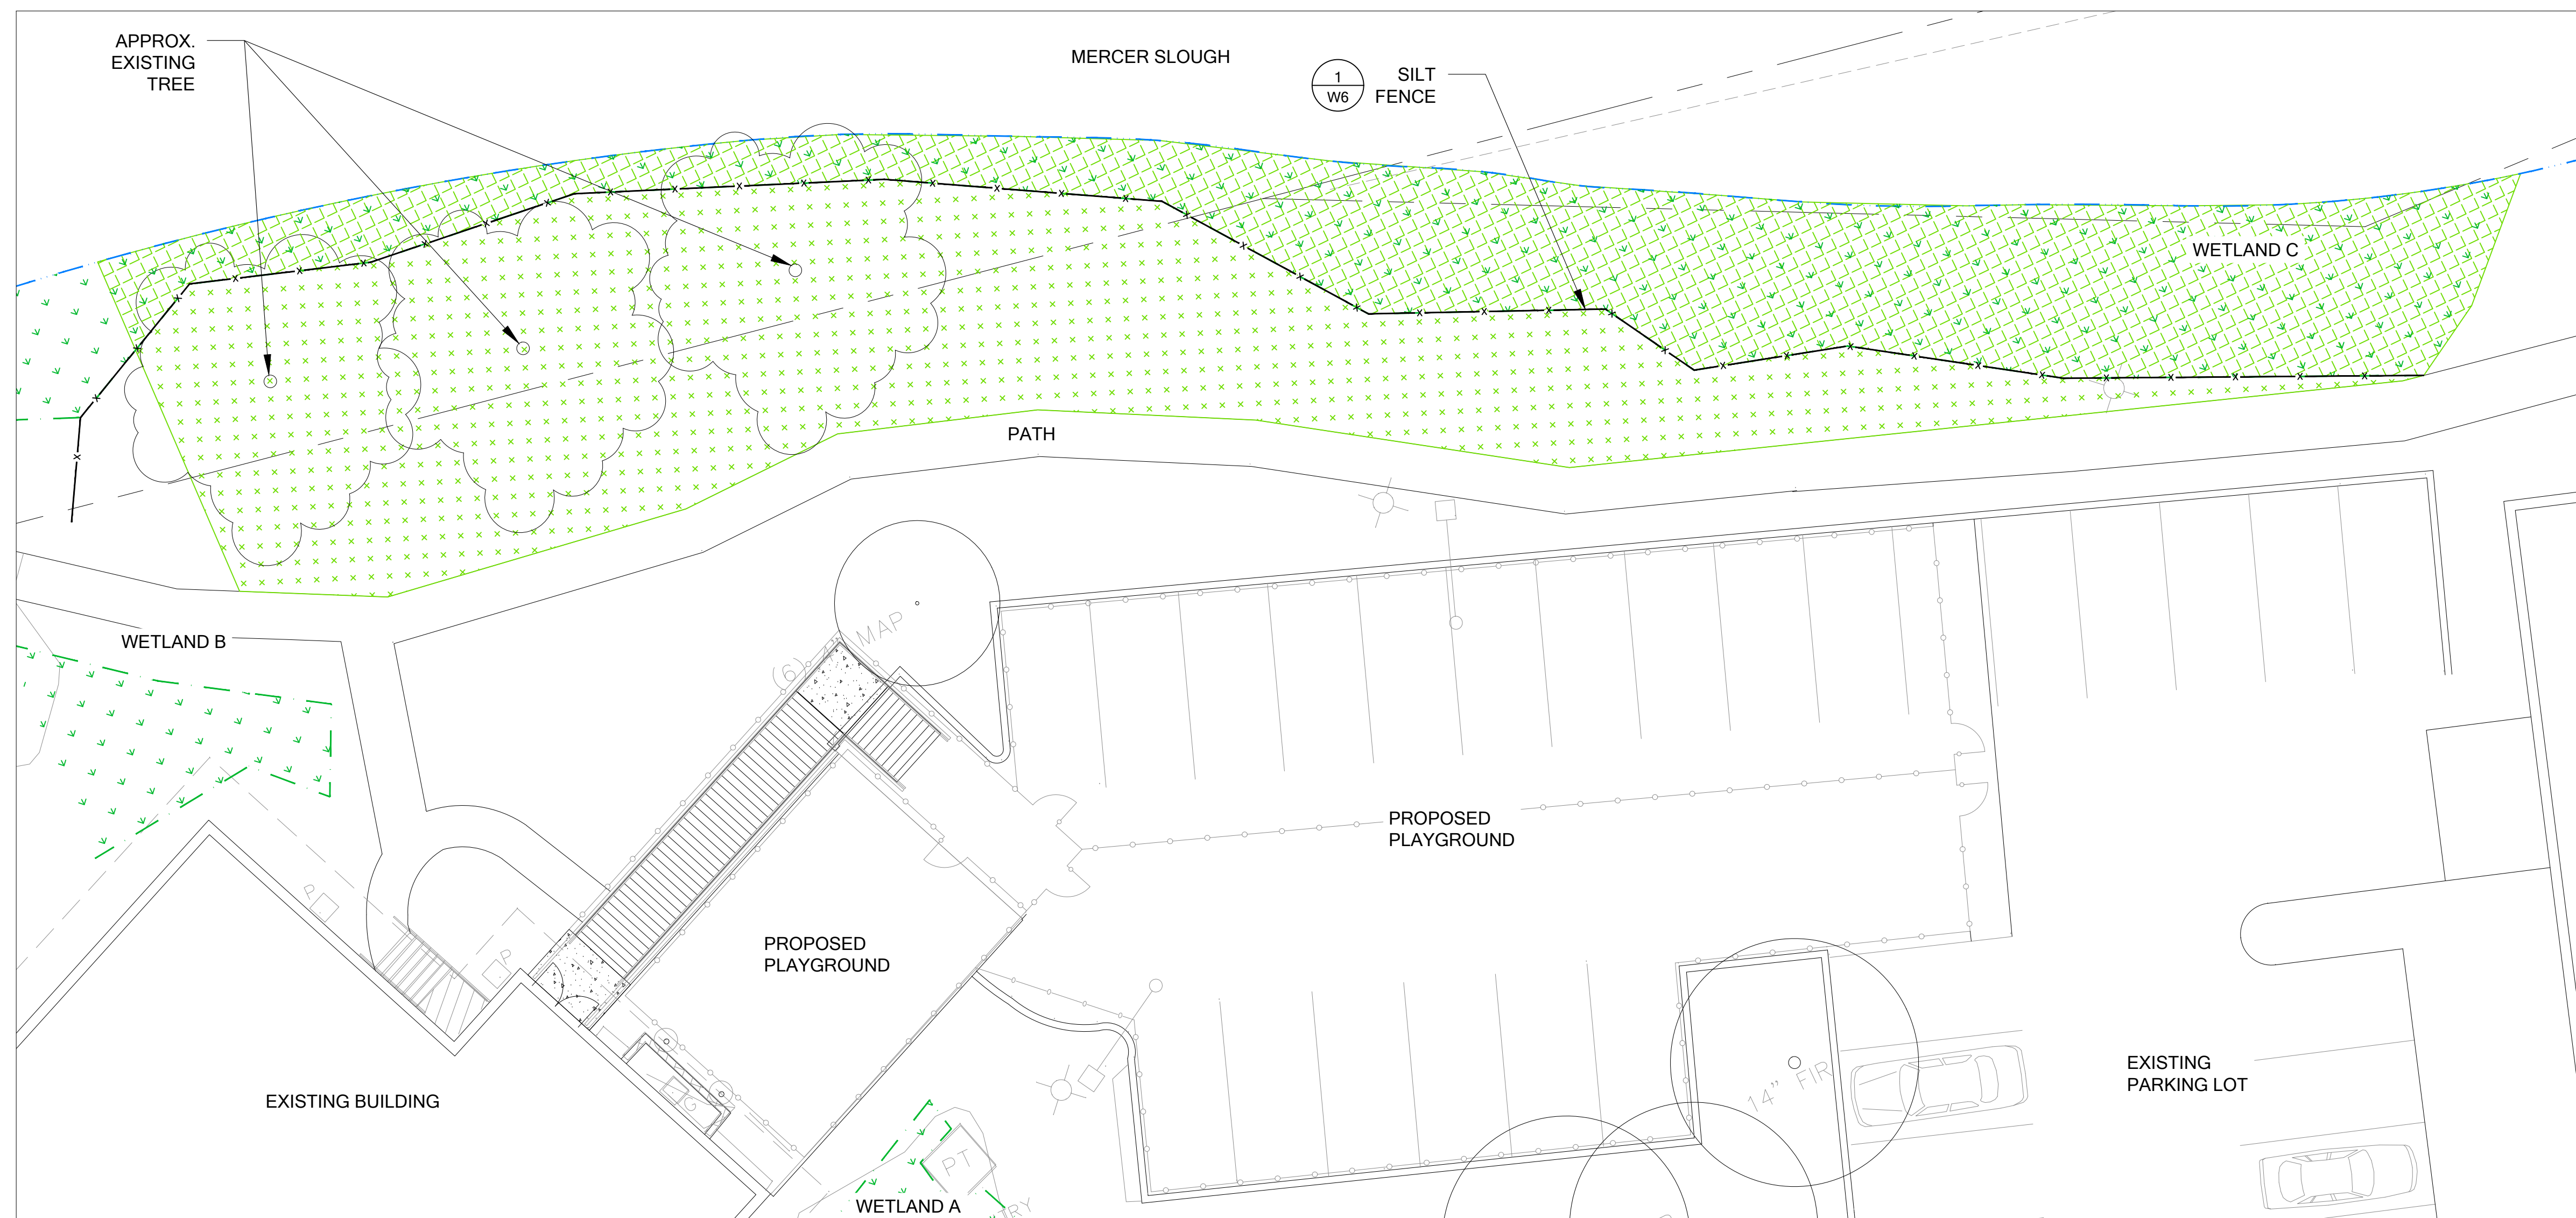 APPROX.
EXISTING
TREE
MERCER SLOUGH
1
W6
SILT
FENCE
WETLAND C
PATH
WETLAND B
(6) MAP
PROPOSED
PLAYGROUND
PROPOSED
PLAYGROUND
P
P
G
EXISTING BUILDING
14" FIR
EXISTING
PARKING LOT
PT
WETLAND A